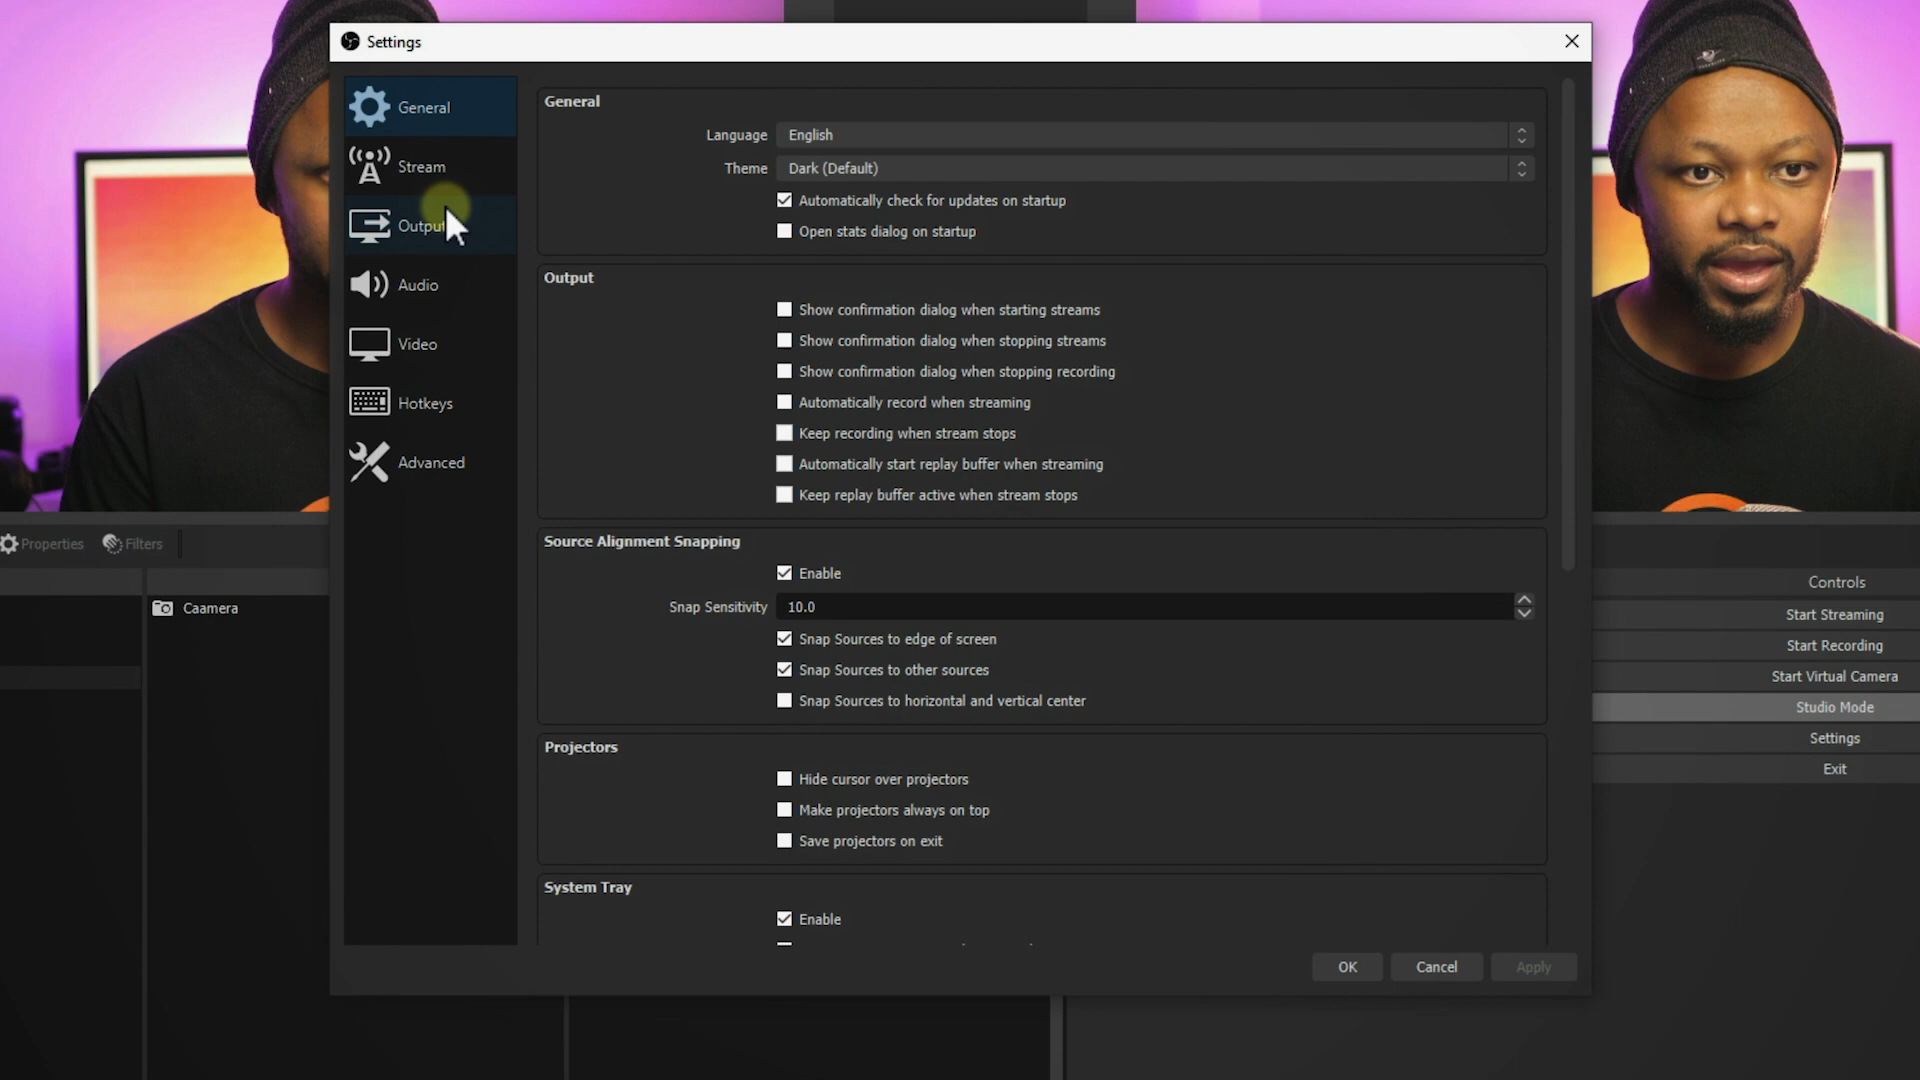 Settings
General
Stream
Output
Audio
Video
Hotkeys
Advanced
General
Language English
Theme Dark (Default)
Automatically check for updates on startup
Open stats dialog on startup
Output
Show confirmation dialog when starting streams
Show confirmation dialog when stopping streams
Show confirmation dialog when stopping recording
Automatically record when streaming
Keep recording when stream stops
Automatically start replay buffer when streaming
Keep replay buffer active when stream stops
Source Alignment Snapping
Enable
Snap Sensitivity 10.0
Snap Sources to edge of screen
Snap Sources to other sources
Snap Sources to horizontal and vertical center
Projectors
Hide cursor over projectors
Make projectors always on top
Save projectors on exit
System Tray
Enable
OK Cancel Apply
Properties Filters
Caamera
Controls
Start Streaming
Start Recording
Start Virtual Camera
Studio Mode
Settings
Exit